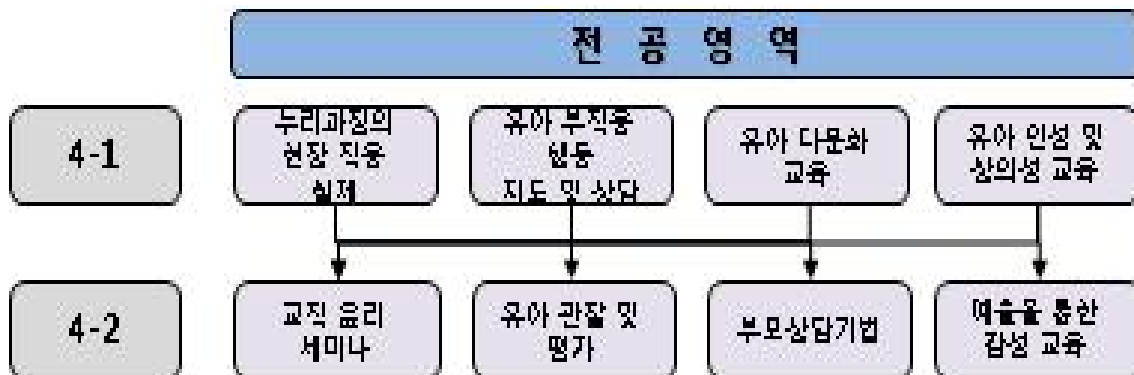 전 공 영 역
4-1
누리과정의
현장 적용
실제
유아 부적응
행동
지도 및 상담
유아 다문화
교육
유아 인성 및
창의성 교육
4-2
교직 윤리
세미나
유아 관찰 및
평가
부모상담기법
예술을 통한
감성 교육